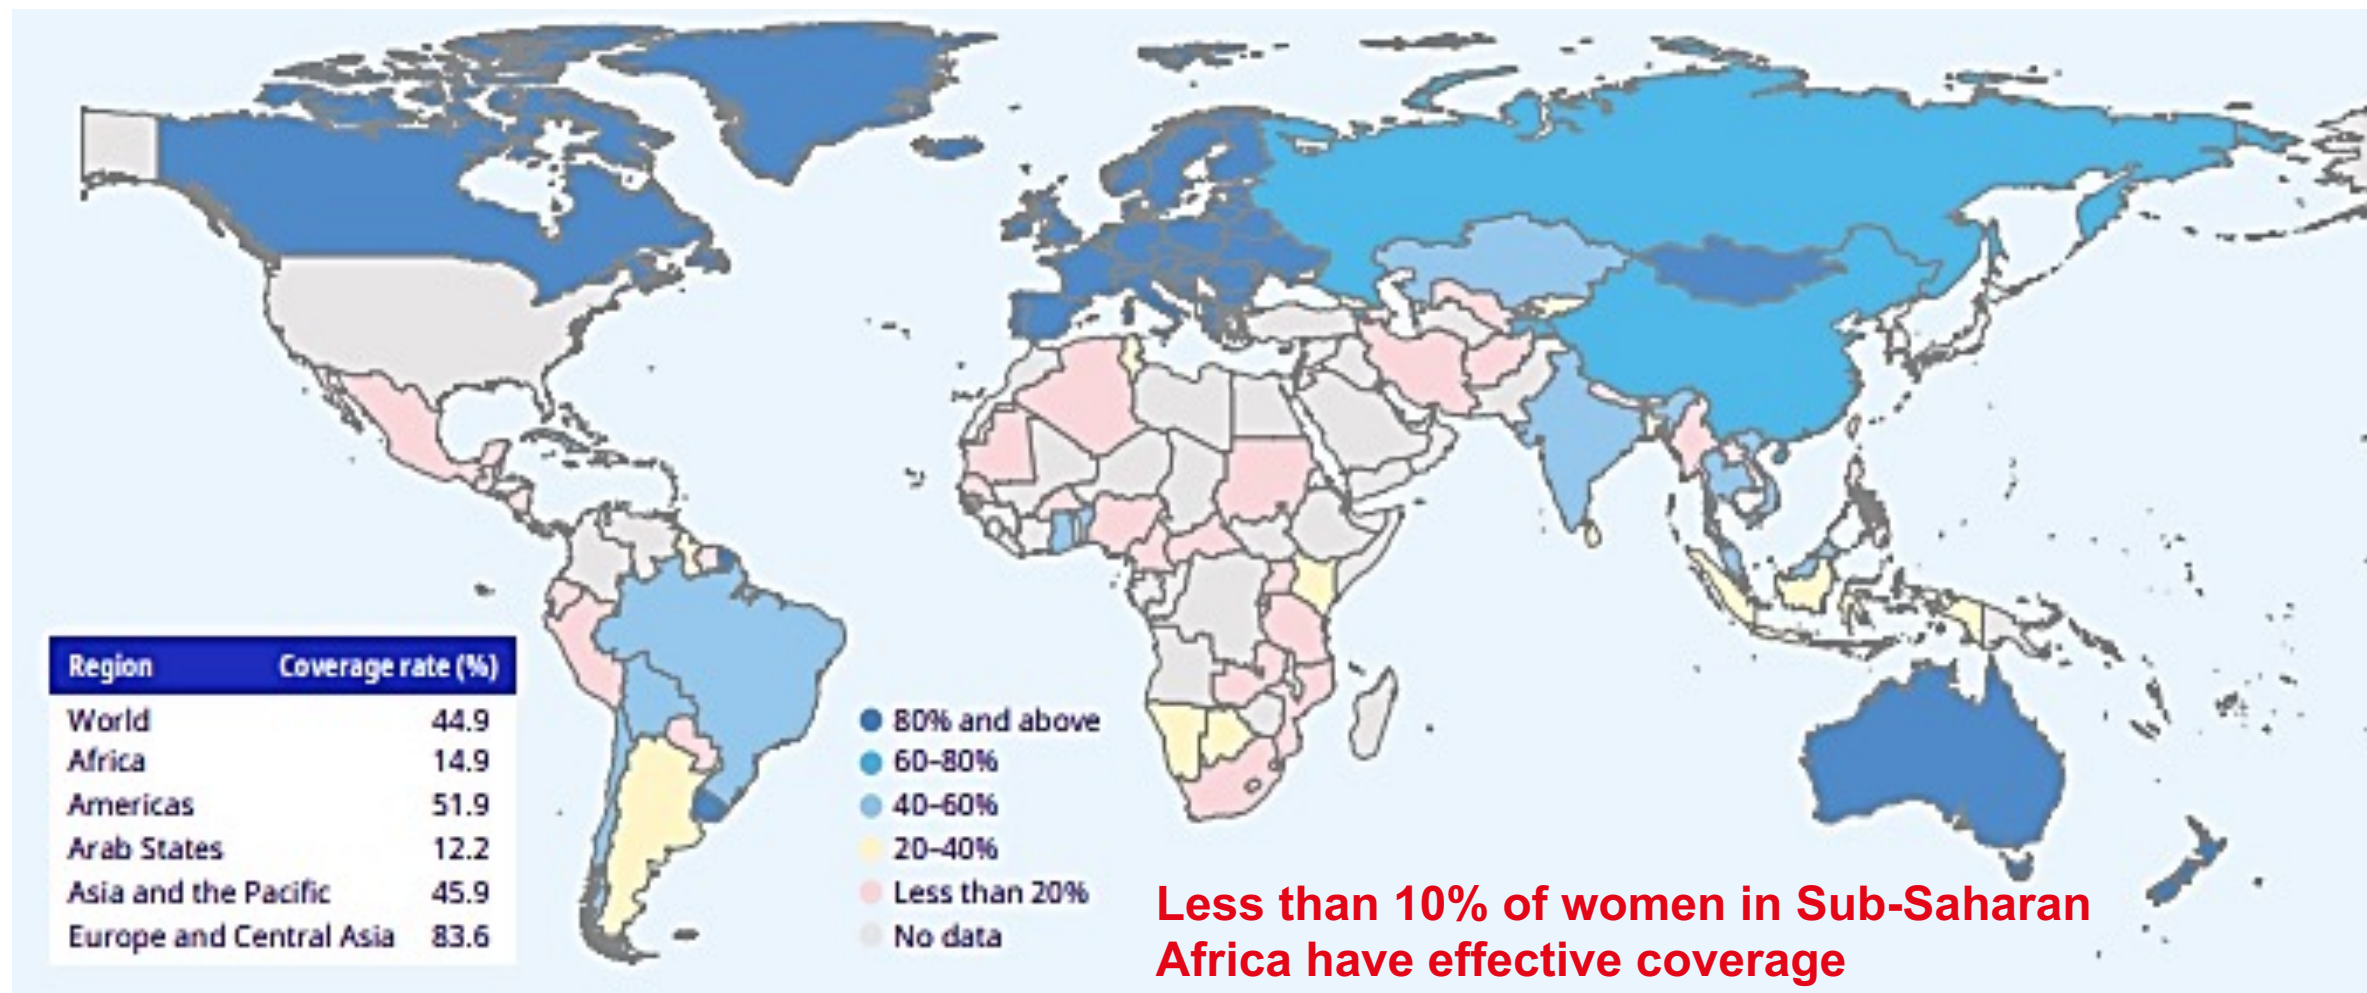 Region Coverage rate (%)
World 44.9
Africa 14.9
Americas 51.9
Arab States 12.2
Asia and the Pacific 45.9
Europe and Central Asia 83.6
80% and above
60–80%
40–60%
20–40%
Less than 20%
No data
Less than 10% of women in Sub-Saharan
Africa have effective coverage